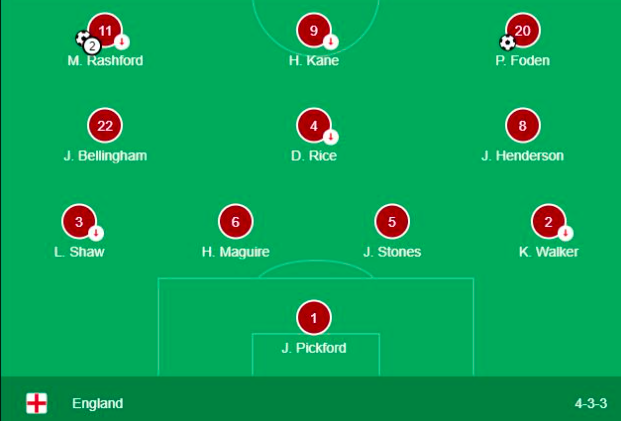 11 9 20
2
M. Rashford H. Kane P. Foden
22 4 8
J. Bellingham D. Rice J. Henderson
3 6 5 2
L. Shaw H. Maguire J. Stones K. Walker
1
J. Pickford
England 4-3-3